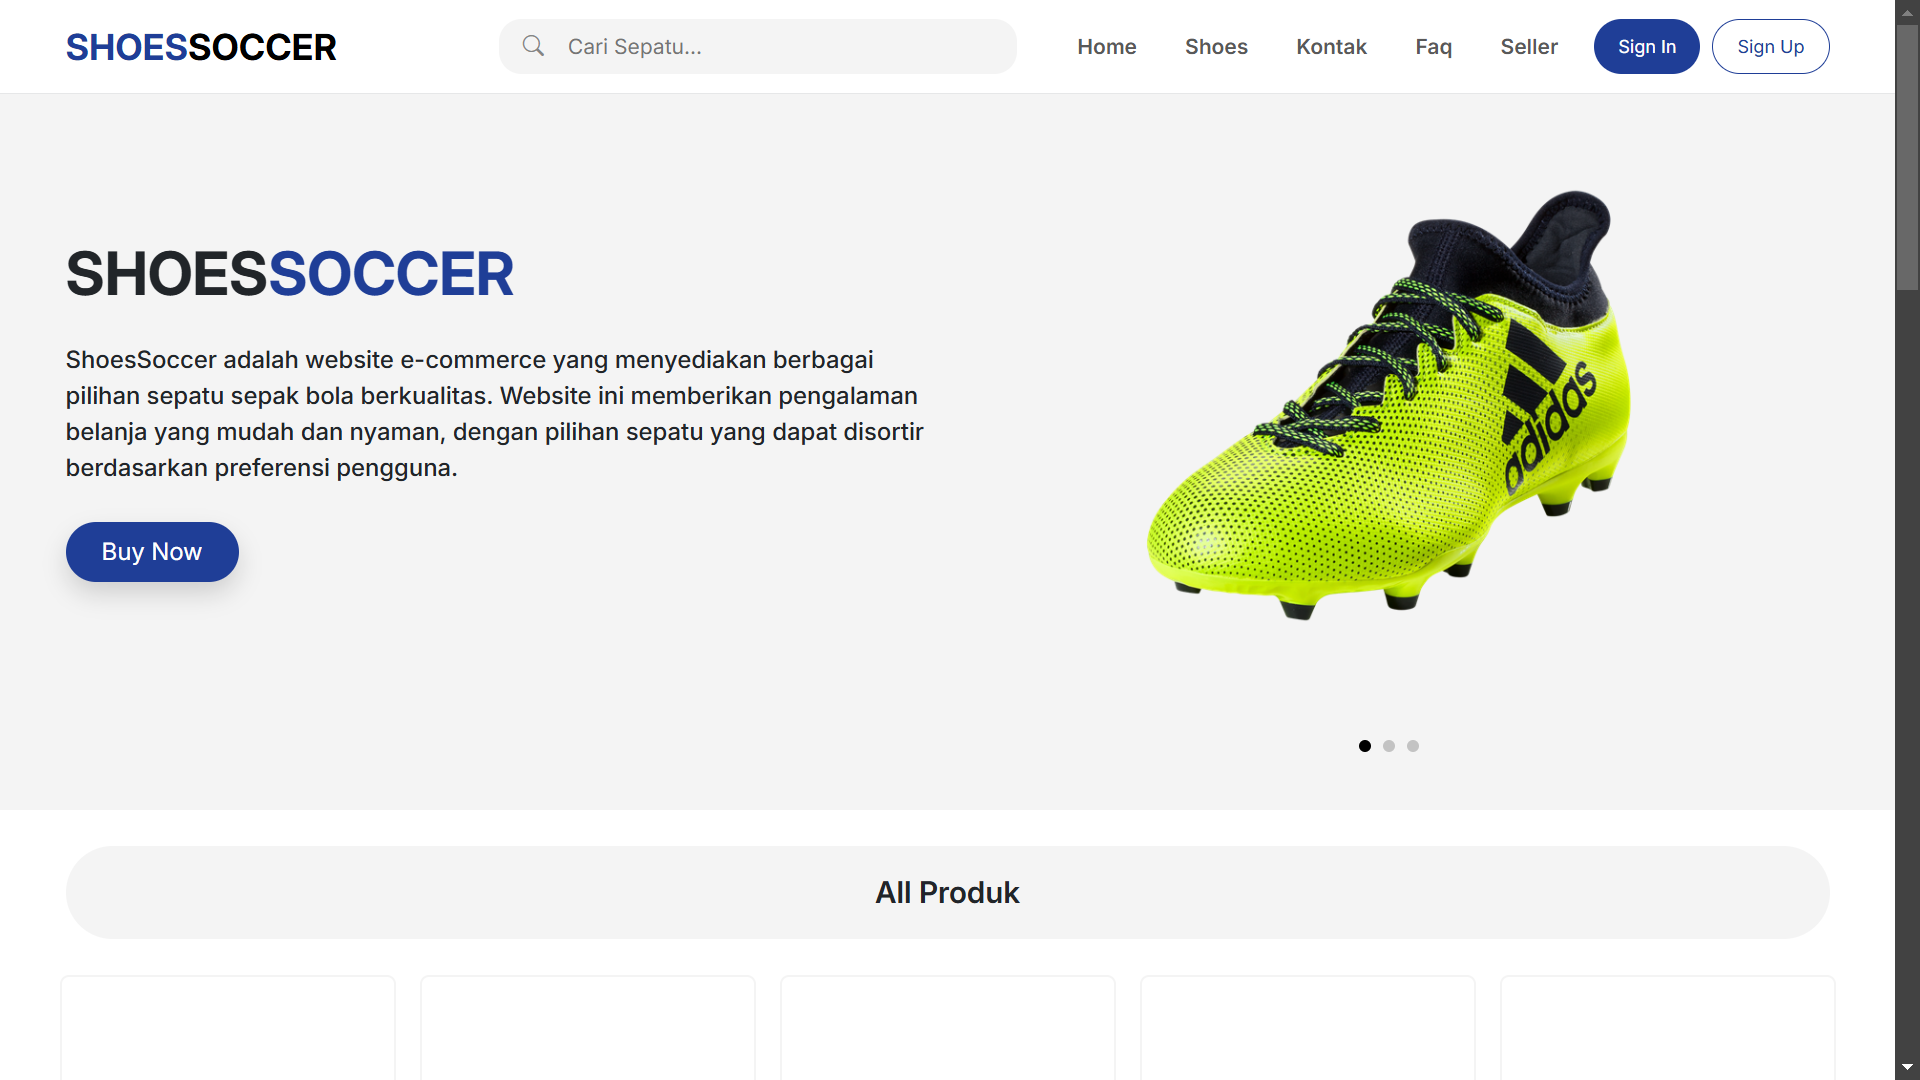 SHOESSOCCER
Cari Sepatu...
Home
Shoes
Kontak
Faq
Seller
Sign In
Sign Up
SHOESSOCCER
ShoesSoccer adalah website e-commerce yang menyediakan berbagai
pilihan sepatu sepak bola berkualitas. Website ini memberikan pengalaman
belanja yang mudah dan nyaman, dengan pilihan sepatu yang dapat disortir
berdasarkan preferensi pengguna.
Buy Now
adidas
All Produk